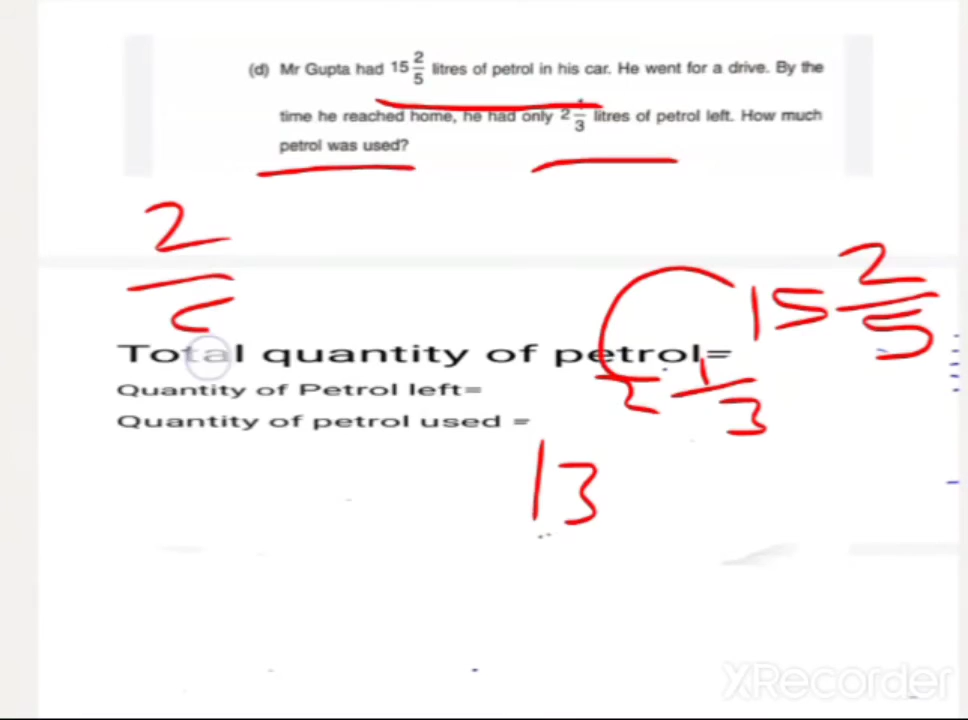 (d) Mr Gupta had 15 2/5 litres of petrol in his car. He went for a drive. By the
time he reached home, he had only 2 1/3 litres of petrol left. How much
petrol was used?
2/5
15 2/5
Total quantity of petrol=
2 1/3
Quantity of Petrol left=
Quantity of petrol used =
13
XRecorder